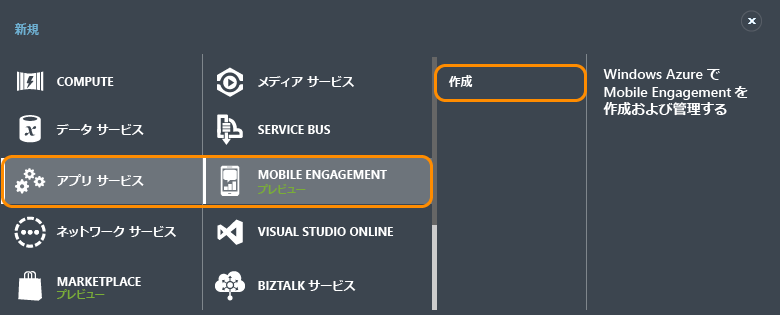 新規
COMPUTE
データ サービス
アプリ サービス
ネットワーク サービス
MARKETPLACE
プレビュー
メディア サービス
SERVICE BUS
MOBILE ENGAGEMENT
プレビュー
VISUAL STUDIO ONLINE
BIZTALK サービス
作成
Windows Azure で
Mobile Engagement を
作成および管理する